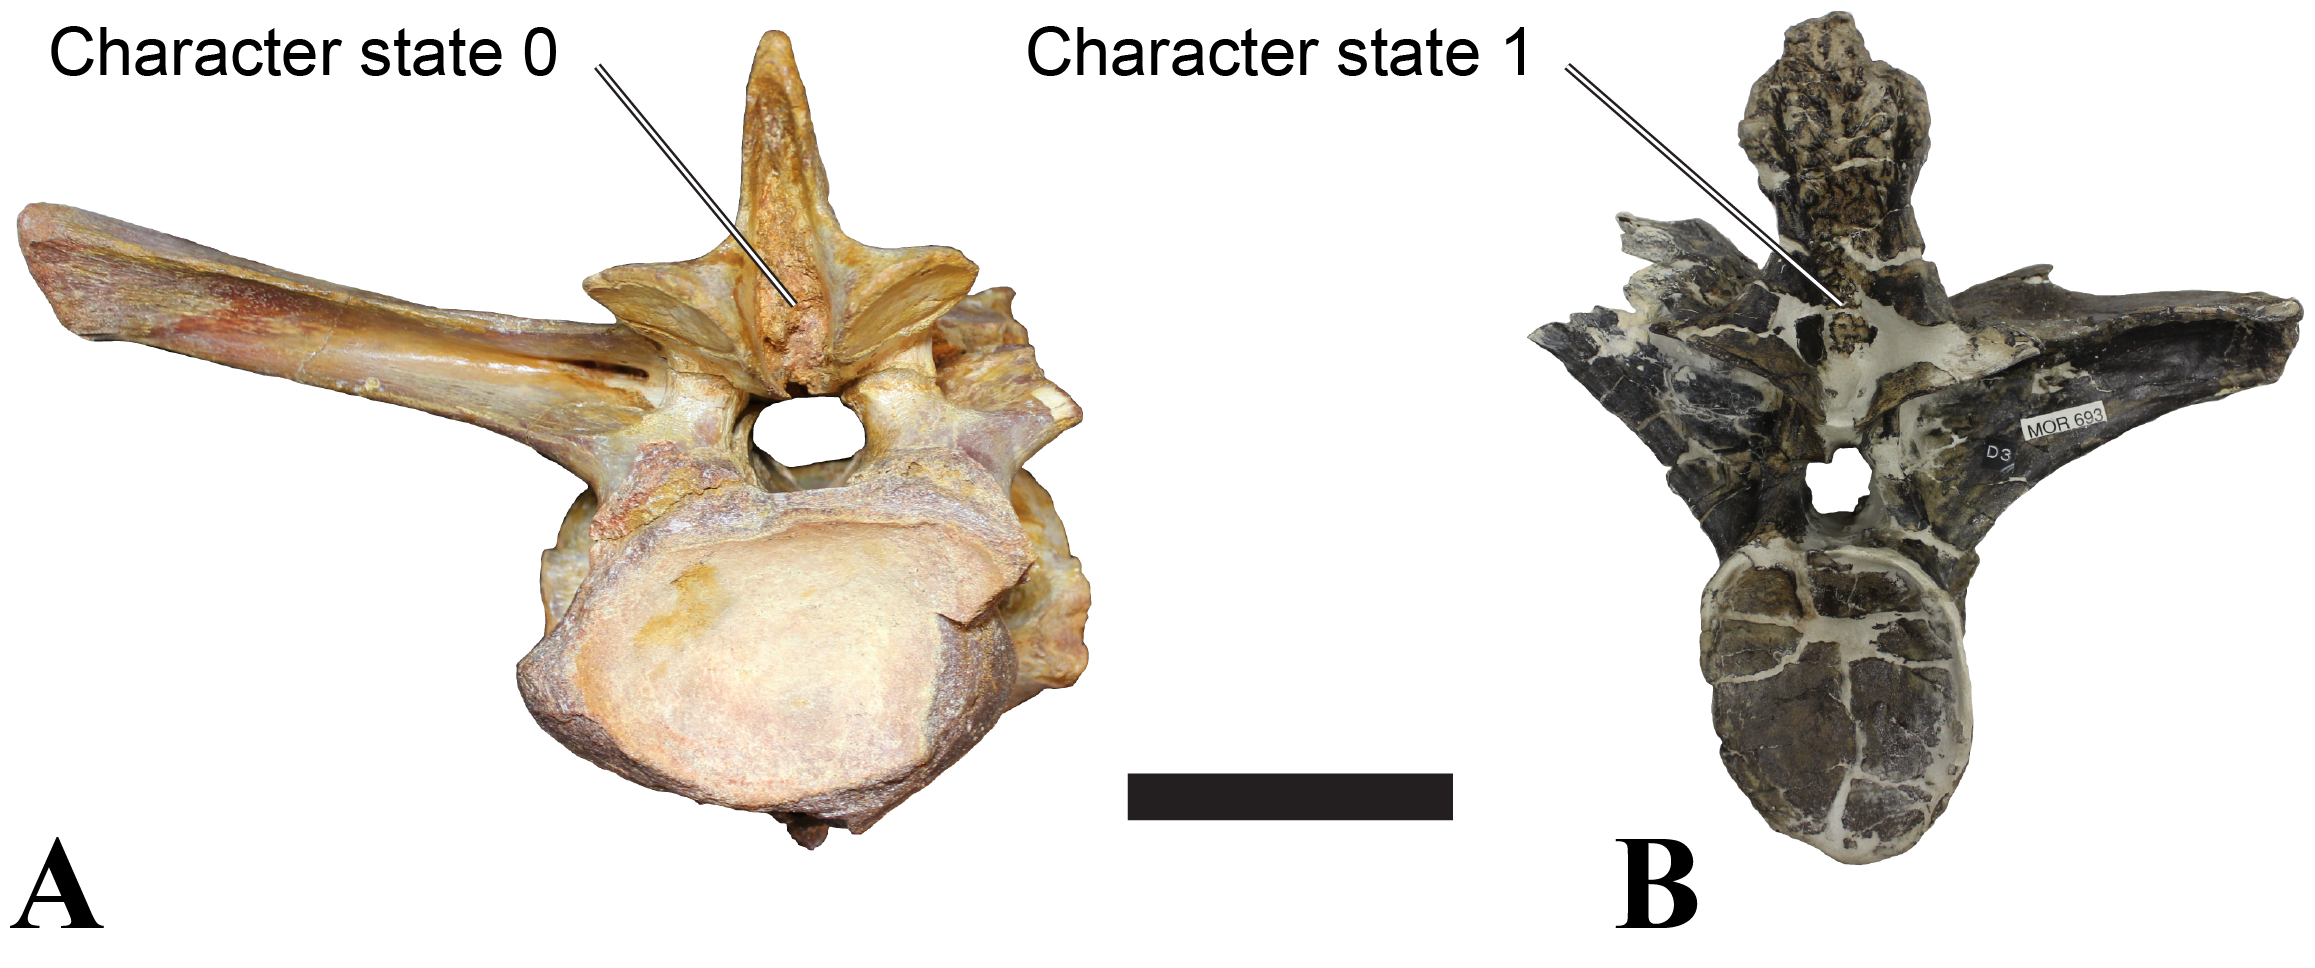 Character state 0
Character state 1
MOR 693
D3
A
B